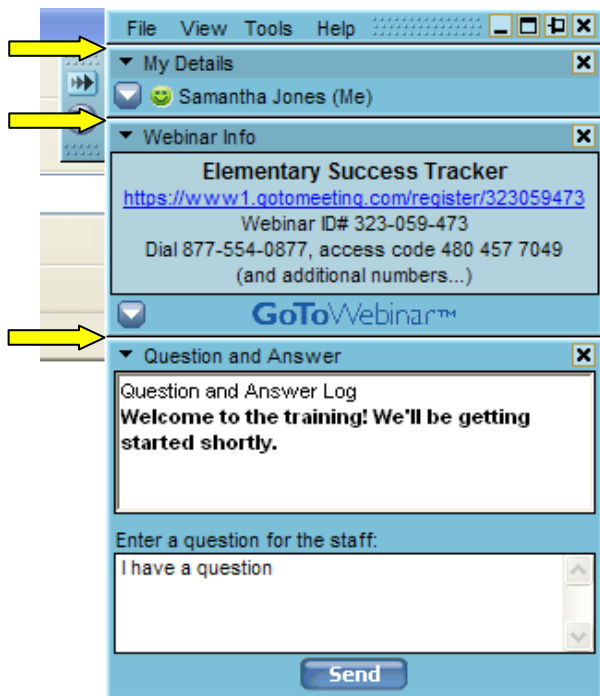 File View Tools Help
My Details
Samantha Jones (Me)
Webinar Info
Elementary Success Tracker
https://www1.gotomeeting.com/register/323059473
Webinar ID# 323-059-473
Dial 877-554-0877, access code 480 457 7049
(and additional numbers...)
GoToWebinar™
Question and Answer
Question and Answer Log
Welcome to the training! We'll be getting
started shortly.
Enter a question for the staff:
I have a question
Send